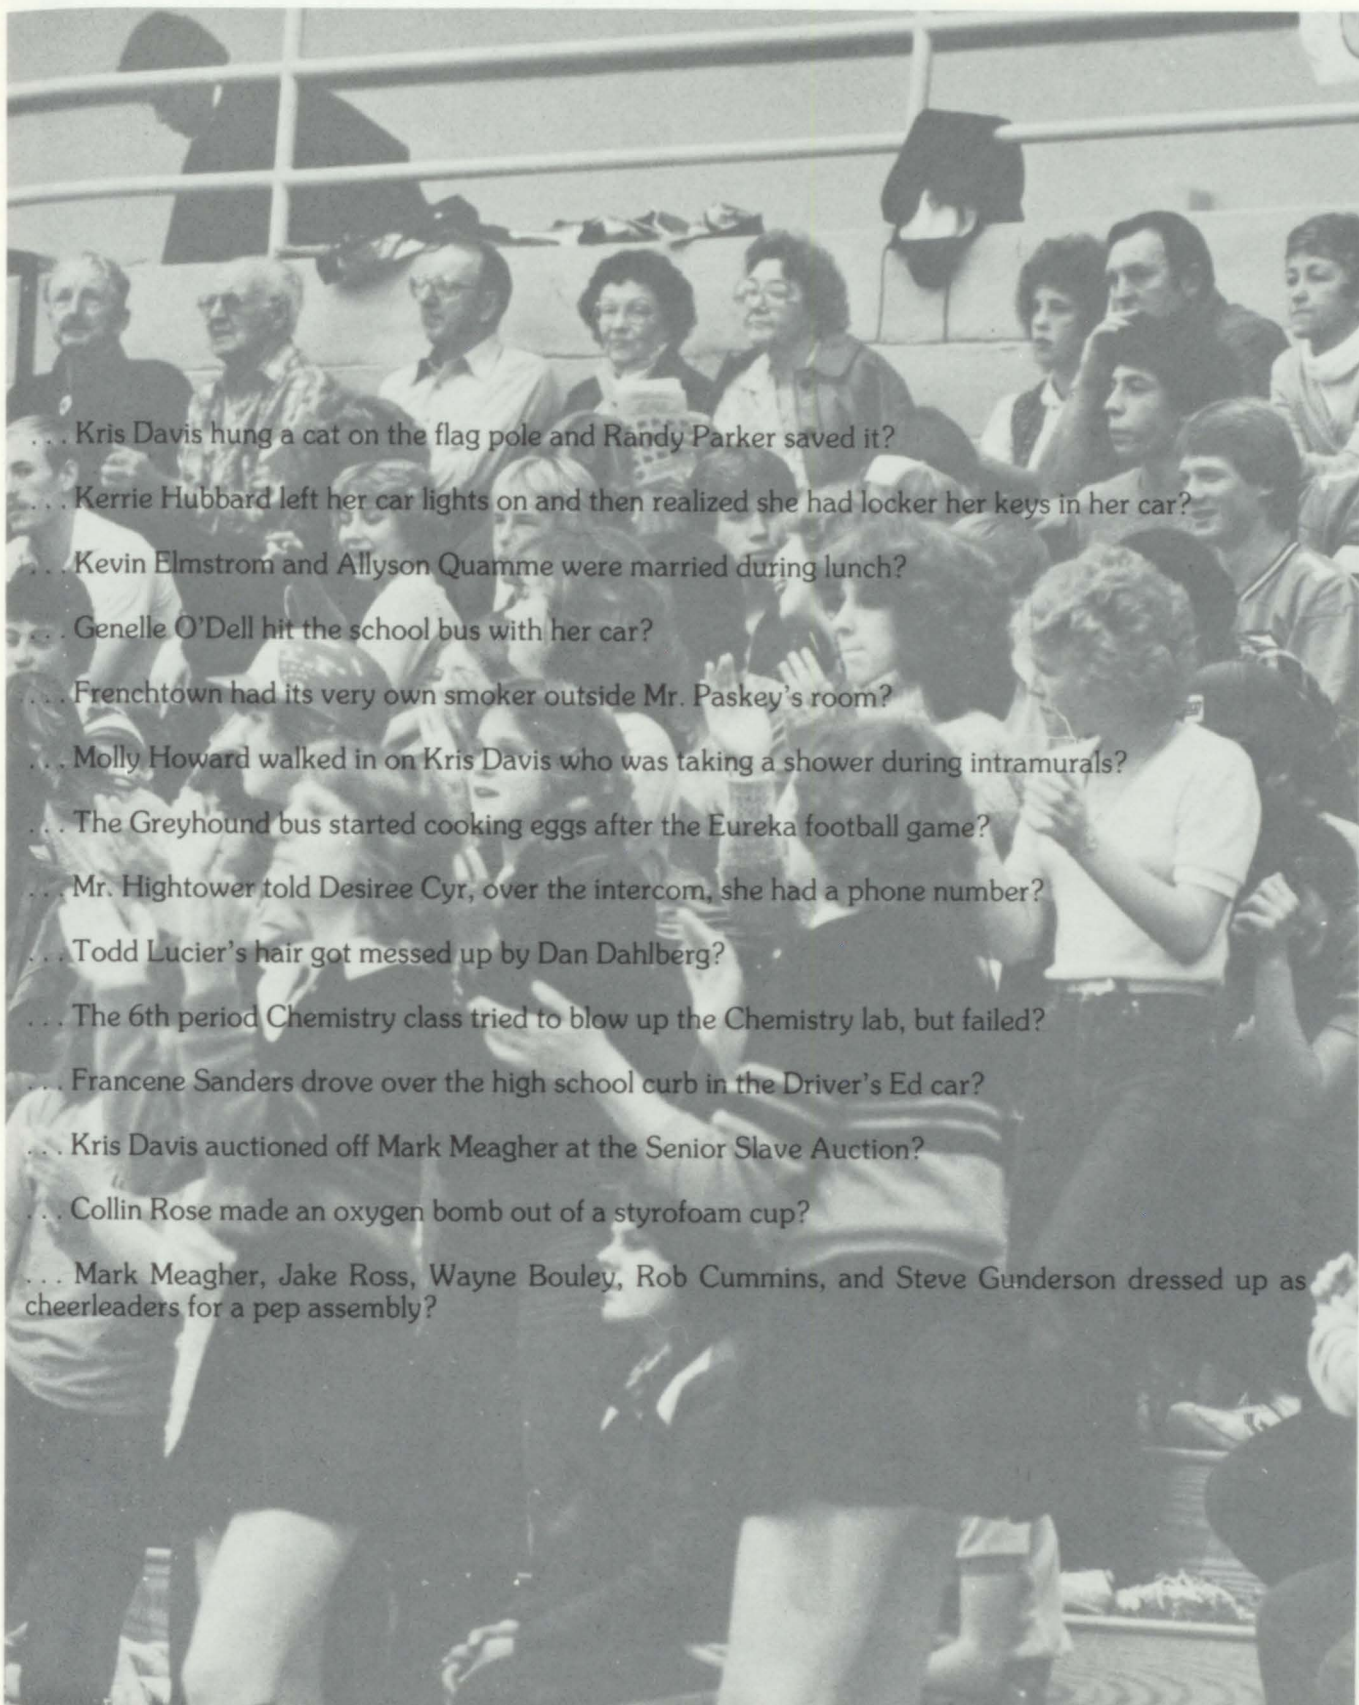 . . . Kris Davis hung a cat on the flag pole and Randy Parker saved it?
. . . Kerrie Hubbard left her car lights on and then realized she had locker her keys in her car?
. . . Kevin Elmstrom and Allyson Quamme were married during lunch?
. . . Genelle O'Dell hit the school bus with her car?
. . . Frenchtown had its very own smoker outside Mr. Paskey's room?
. . . Molly Howard walked in on Kris Davis who was taking a shower during intramurals?
. . . The Greyhound bus started cooking eggs after the Eureka football game?
. . . Mr. Hightower told Desiree Cyr, over the intercom, she had a phone number?
. . . Todd Lucier's hair got messed up by Dan Dahlberg?
. . . The 6th period Chemistry class tried to blow up the Chemistry lab, but failed?
. . . Francene Sanders drove over the high school curb in the Driver's Ed car?
. . . Kris Davis auctioned off Mark Meagher at the Senior Slave Auction?
. . . Collin Rose made an oxygen bomb out of a styrofoam cup?
. . . Mark Meagher, Jake Ross, Wayne Bouley, Rob Cummins, and Steve Gunderson dressed up as
cheerleaders for a pep assembly?